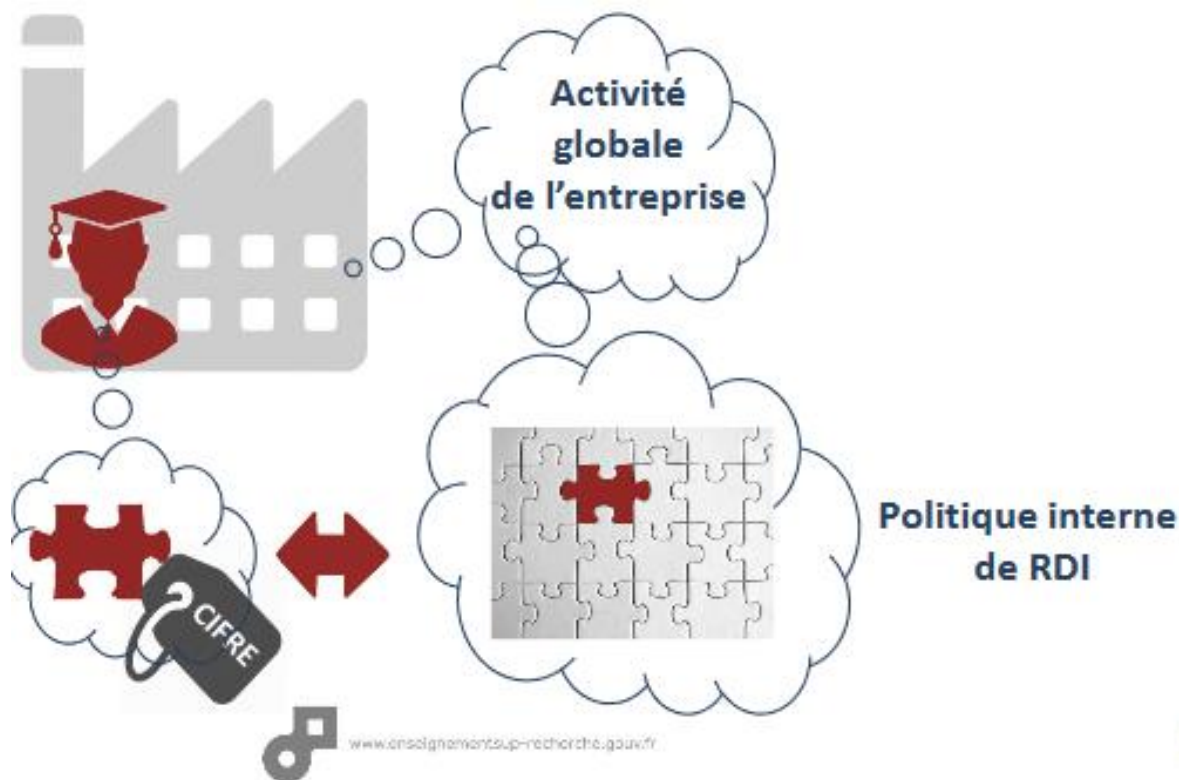 Activité
globale
de l'entreprise
Politique interne
de RDI
CIFRE
www.enseignementsup-recherche.gouv.fr